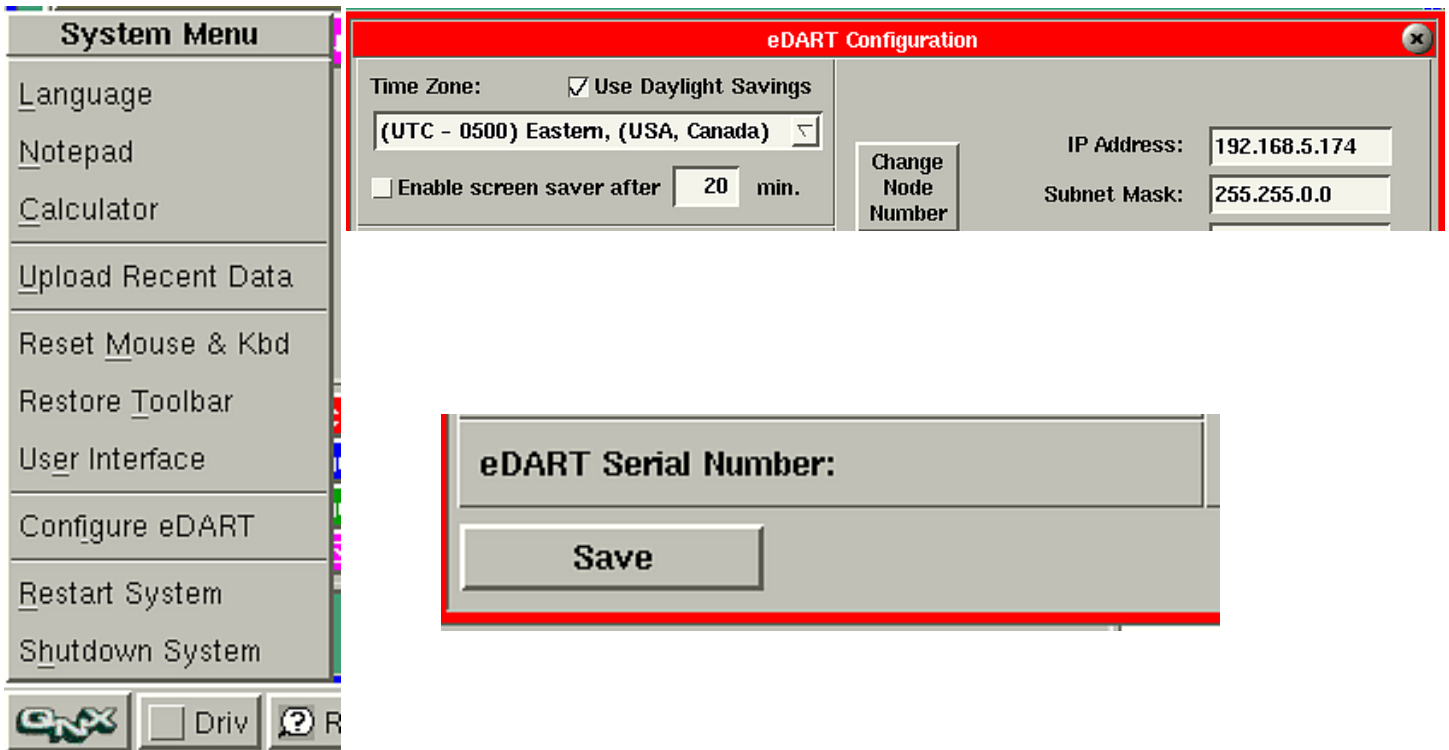 System Menu
Language
Notepad
Calculator
Upload Recent Data
Reset Mouse & Kbd
Restore Toolbar
User Interface
Configure eDART
Restart System
Shutdown System
QNX
Driv
R
eDART Configuration
Time Zone:
Use Daylight Savings
(UTC - 0500) Eastern, (USA, Canada)
Enable screen saver after 20 min.
Change
Node
Number
IP Address: 192.168.5.174
Subnet Mask: 255.255.0.0
eDART Serial Number:
Save